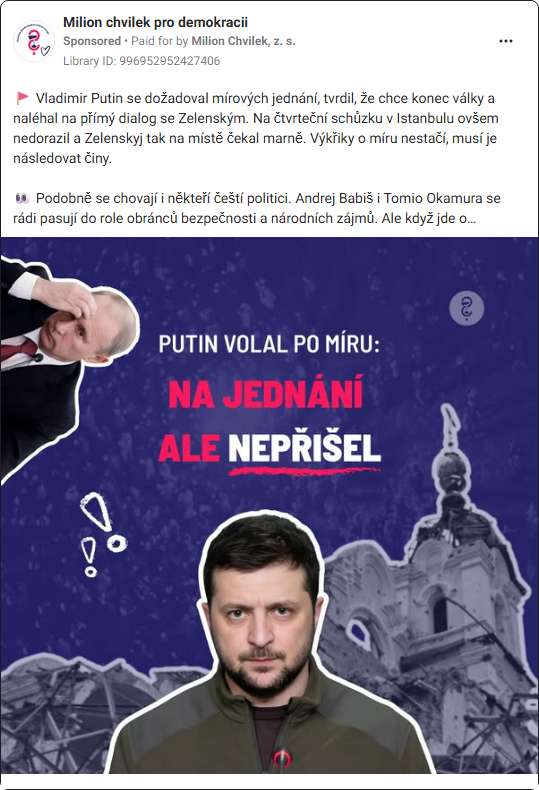 Milion chvilek pro demokracii
Sponsored • Paid for by Milion Chvilek, z. s.
Library ID: 996952952427406
🚩 Vladimir Putin se dožadoval mírových jednání, tvrdil, že chce konec války a
naléhal na přímý dialog se Zelenským. Na čtvrteční schůzku v Istanbulu ovšem
nedorazil a Zelenskyj tak na místě čekal marně. Výkřiky o míru nestačí, musí je
následovat činy.
👀 Podobně se chovají i někteří čeští politici. Andrej Babiš i Tomio Okamura se
rádi pasují do role obránců bezpečnosti a národních zájmů. Ale když jde o...
PUTIN VOLAL PO MÍRU:
NA JEDNÁNÍ
ALE NEPŘIŠEL